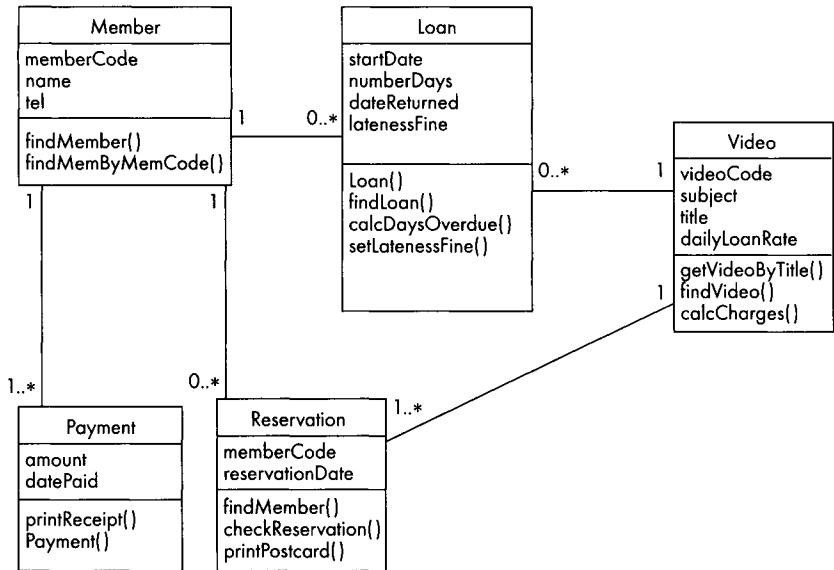 Member
memberCode
name
tel
findMember()
findMemByMemCode()
1
0..*
Loan
startDate
numberDays
dateReturned
latenessFine
Loan()
findLoan()
calcDaysOverdue()
setLatenessFine()
0..*
1
Video
videoCode
subject
title
dailyLoanRate
getVideoByTitle()
findVideo()
calcCharges()
1
1
1
1..*
0..*
1..*
Payment
amount
datePaid
printReceipt()
Payment()
Reservation
memberCode
reservationDate
findMember()
checkReservation()
printPostcard()